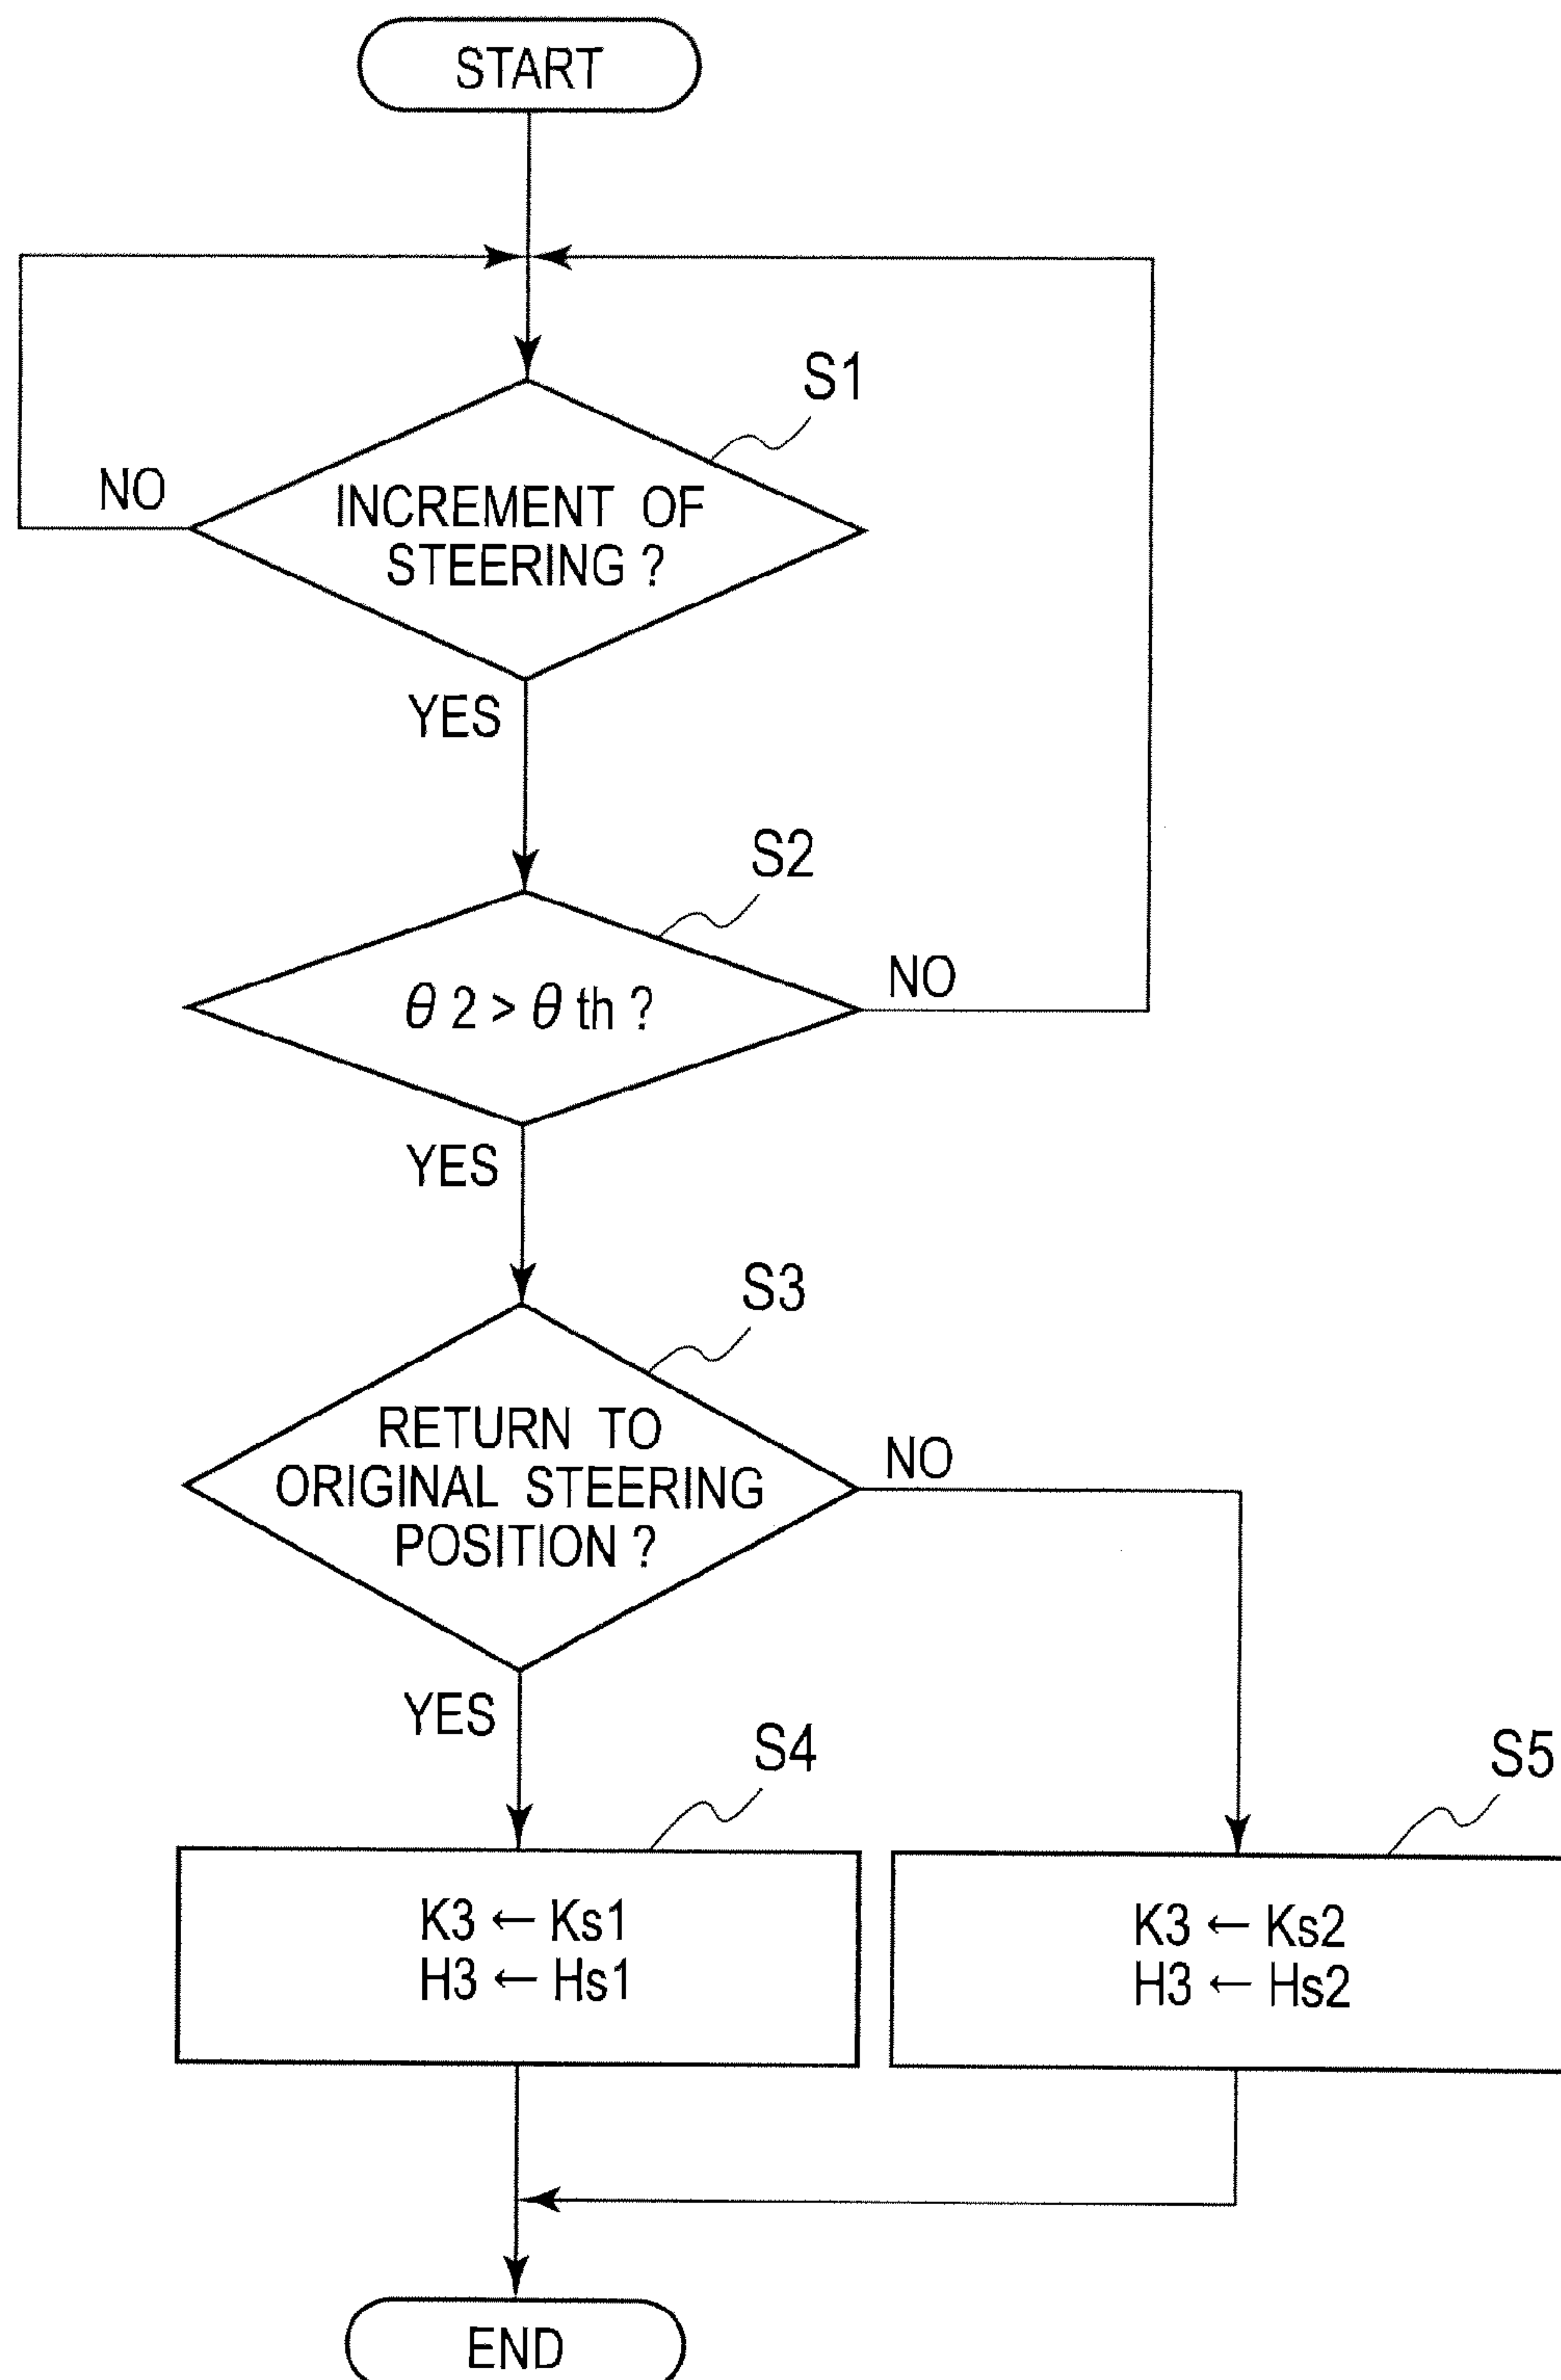 START
S1
NO
INCREMENT OF
STEERING ?
YES
S2
θ 2 > θ th ?
NO
YES
S3
RETURN TO
ORIGINAL STEERING
POSITION ?
NO
YES
S4
S5
K3 ← Ks1
H3 ← Hs1
K3 ← Ks2
H3 ← Hs2
END